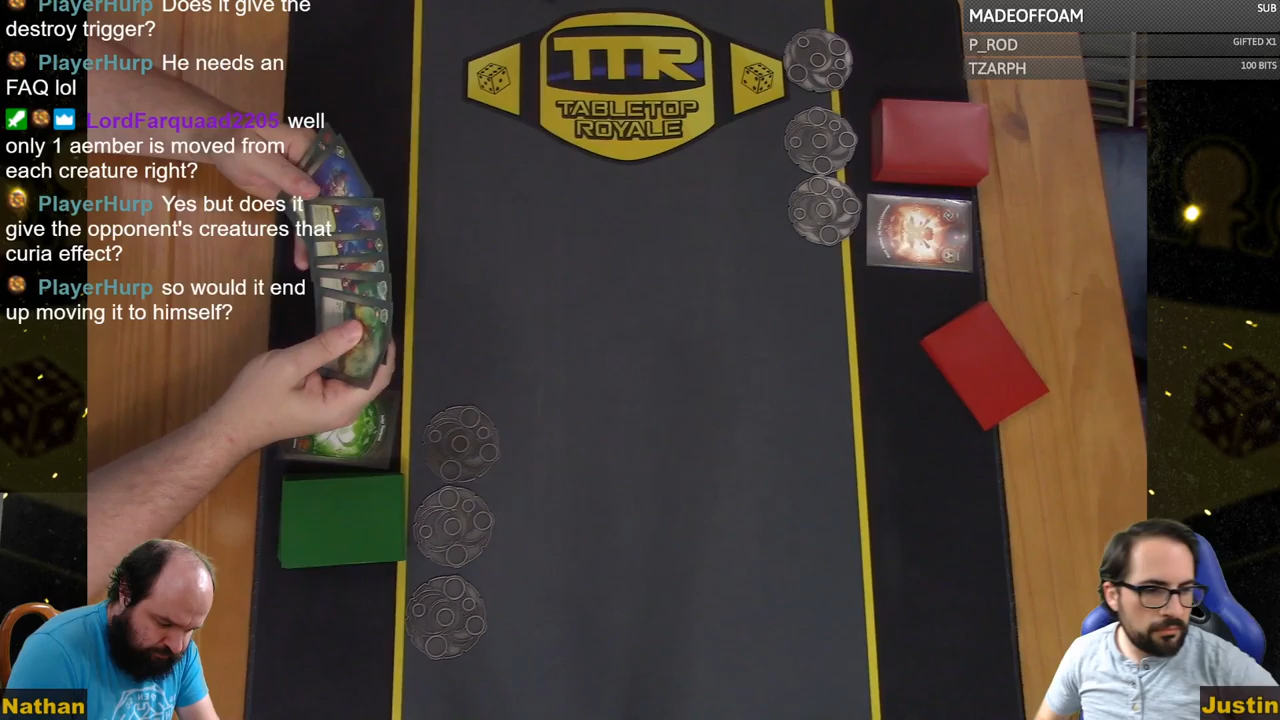 PlayerHurp Does it give the
destroy trigger?
PlayerHurp He needs an
FAQ lol
LordFarquaad2205 well
only 1 aember is moved from
each creature right?
PlayerHurp Yes but does it
give the opponent's creatures that
curia effect?
PlayerHurp so would it end
up moving it to himself?
TTR
TABLETOP
ROYALE
MADEOFFOAM SUB
P_ROD GIFTED X1
TZARPH 100 BITS
Nathan
Justin